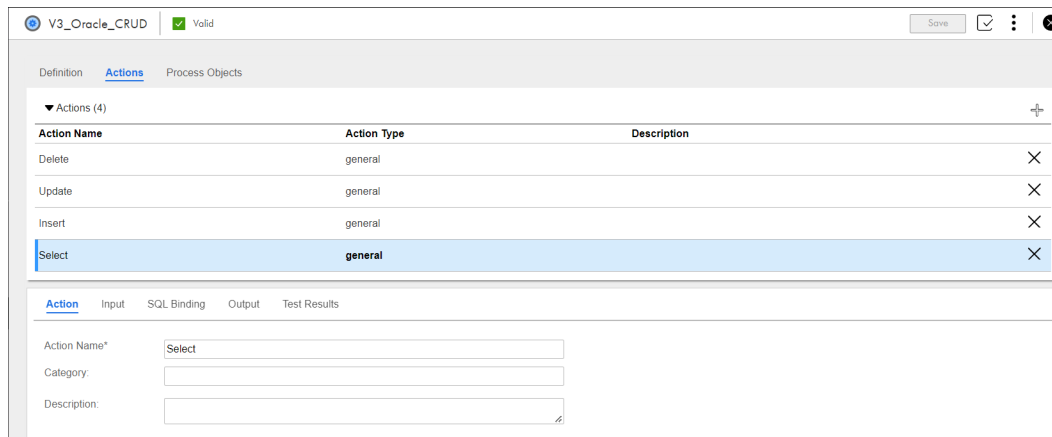 V3_Oracle_CRUD Valid Save
Definition Actions Process Objects
Actions (4)
Action Name Action Type Description
Delete general
Update general
Insert general
Select general
Action Input SQL Binding Output Test Results
Action Name* Select
Category:
Description: